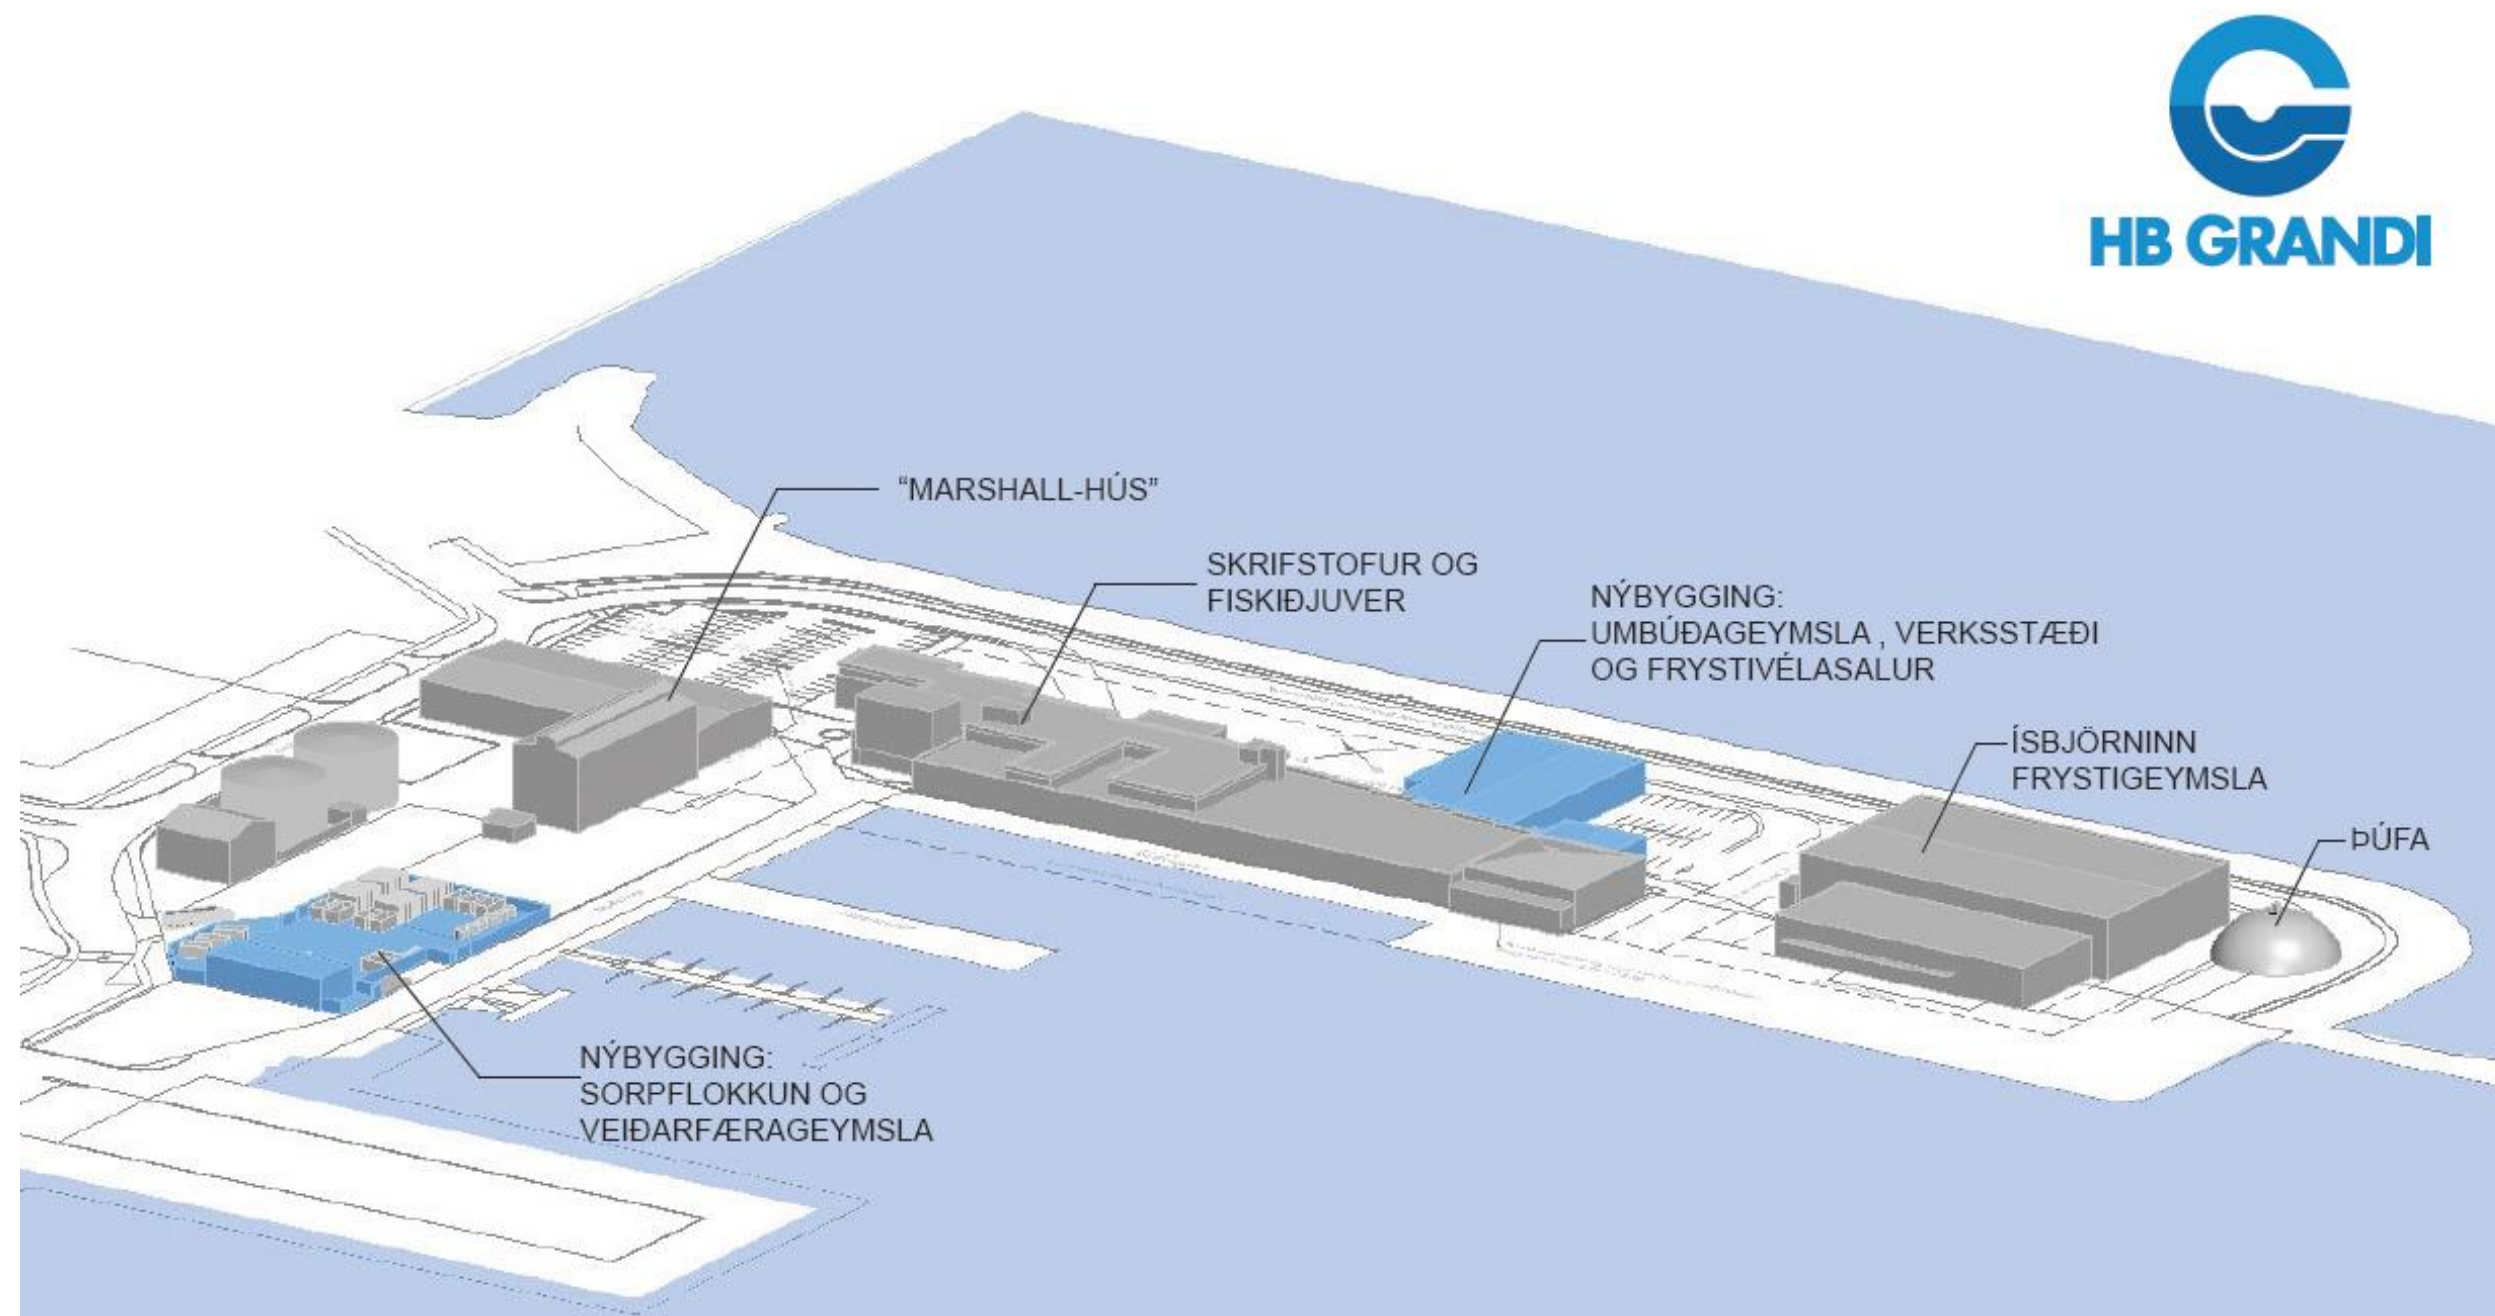 HB GRANDI
“MARSHALL-HÚS”
SKRIFSTOFUR OG
FISKIÐJUVER
NÝBYGGING:
UMBÚÐAGEYMSLA , VERKSSTÆÐI
OG FRYSTIVÉLASALUR
ÍSBJÖRNINN
FRYSTIGEYMSLA
ÞÚFA
NÝBYGGING:
SORPFLOKKUN OG
VEIÐARFÆRAGEYMSLA